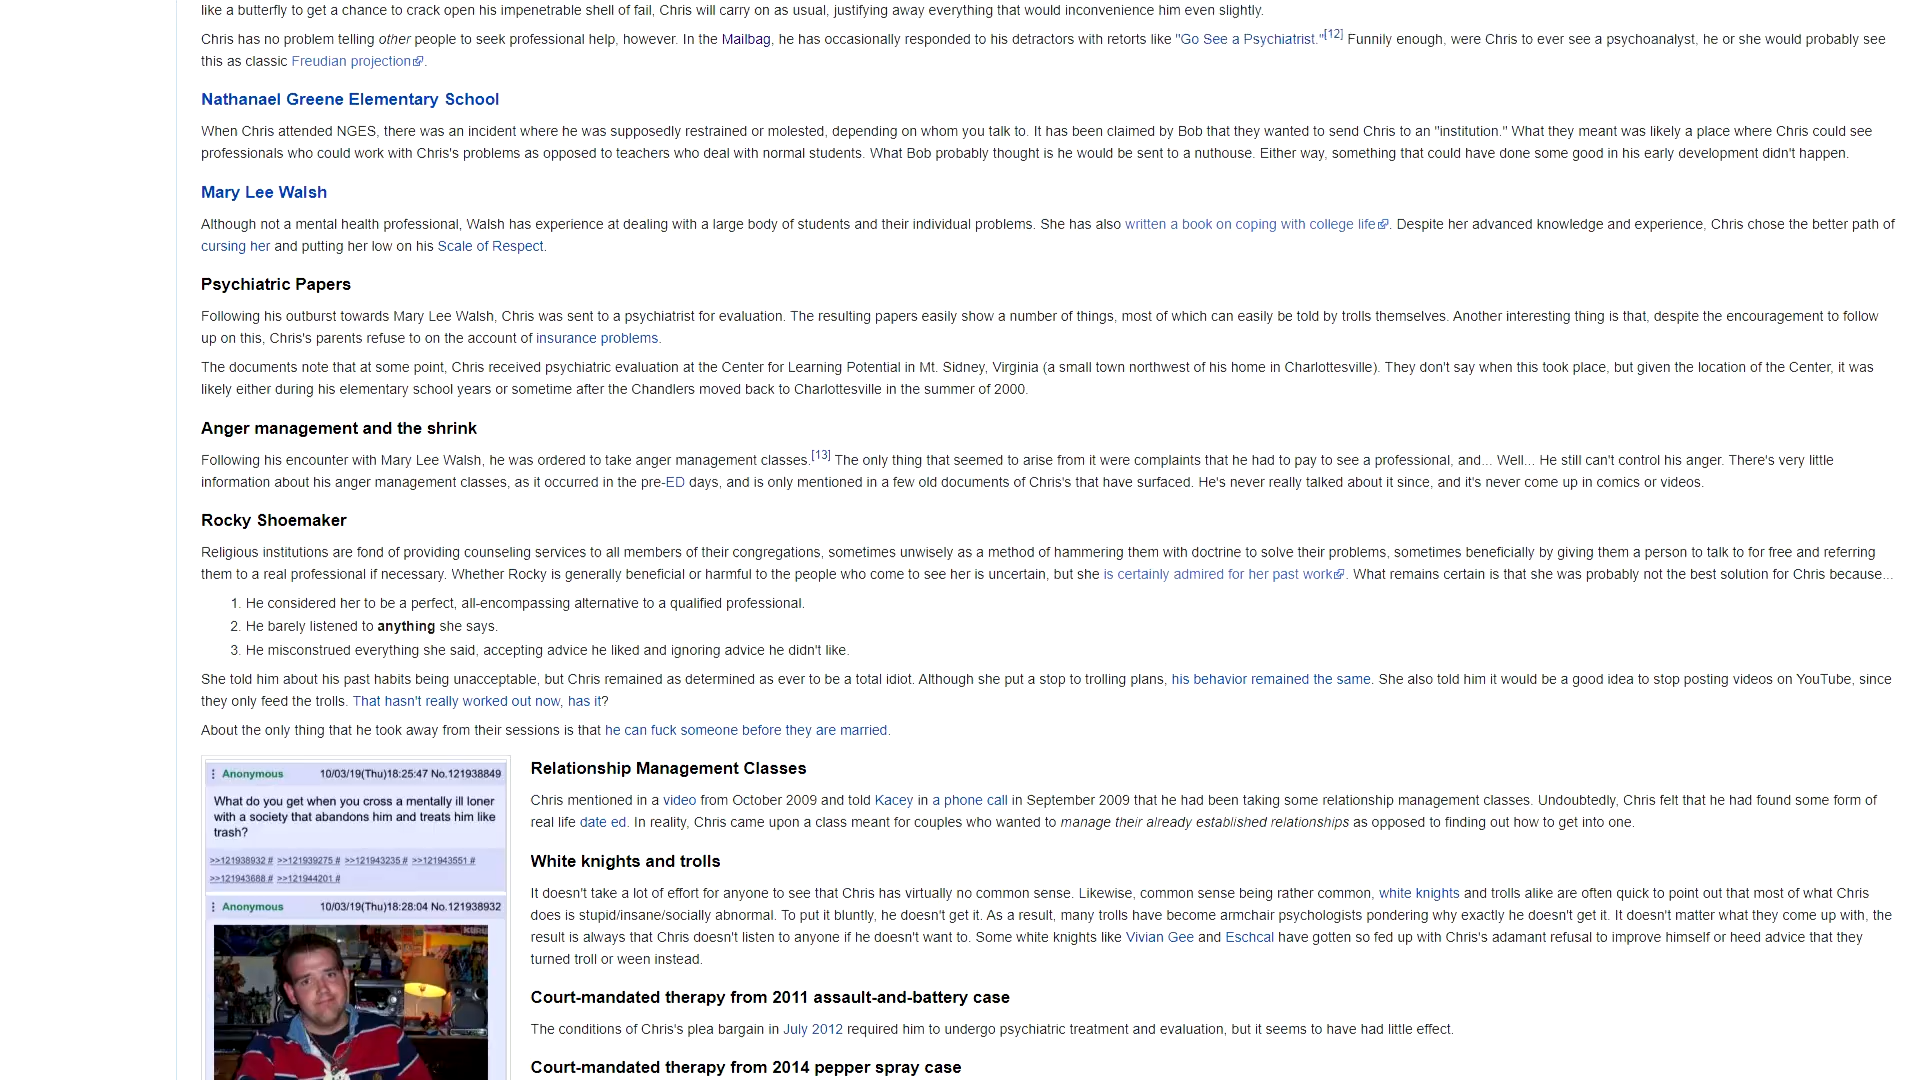 like a butterfly to get a chance to crack open his impenetrable shell of fail, Chris will carry on as usual, justifying away everything that would inconvenience him even slightly.
Chris has no problem telling other people to seek professional help, however. In the Mailbag, he has occasionally responded to his detractors with retorts like "Go See a Psychiatrist."[12] Funnily enough, were Chris to ever see a psychoanalyst, he or she would probably see
this as classic Freudian projection.
Nathanael Greene Elementary School
When Chris attended NGES, there was an incident where he was supposedly restrained or molested, depending on whom you talk to. It has been claimed by Bob that they wanted to send Chris to an "institution." What they meant was likely a place where Chris could see
professionals who could work with Chris's problems as opposed to teachers who deal with normal students. What Bob probably thought is he would be sent to a nuthouse. Either way, something that could have done some good in his early development didn't happen.
Mary Lee Walsh
Although not a mental health professional, Walsh has experience at dealing with a large body of students and their individual problems. She has also written a book on coping with college life. Despite her advanced knowledge and experience, Chris chose the better path of
cursing her and putting her low on his Scale of Respect.
Psychiatric Papers
Following his outburst towards Mary Lee Walsh, Chris was sent to a psychiatrist for evaluation. The resulting papers easily show a number of things, most of which can easily be told by trolls themselves. Another interesting thing is that, despite the encouragement to follow
up on this, Chris's parents refuse to on the account of insurance problems.
The documents note that at some point, Chris received psychiatric evaluation at the Center for Learning Potential in Mt. Sidney, Virginia (a small town northwest of his home in Charlottesville). They don't say when this took place, but given the location of the Center, it was
likely either during his elementary school years or sometime after the Chandlers moved back to Charlottesville in the summer of 2000.
Anger management and the shrink
Following his encounter with Mary Lee Walsh, he was ordered to take anger management classes.[13] The only thing that seemed to arise from it were complaints that he had to pay to see a professional, and... Well... He still can't control his anger. There's very little
information about his anger management classes, as it occurred in the pre-ED days, and is only mentioned in a few old documents of Chris's that have surfaced. He's never really talked about it since, and it's never come up in comics or videos.
Rocky Shoemaker
Religious institutions are fond of providing counseling services to all members of their congregations, sometimes unwisely as a method of hammering them with doctrine to solve their problems, sometimes beneficially by giving them a person to talk to for free and referring
them to a real professional if necessary. Whether Rocky is generally beneficial or harmful to the people who come to see her is uncertain, but she is certainly admired for her past work. What remains certain is that she was probably not the best solution for Chris because...
1. He considered her to be a perfect, all-encompassing alternative to a qualified professional.
2. He barely listened to anything she says.
3. He misconstrued everything she said, accepting advice he liked and ignoring advice he didn't like.
She told him about his past habits being unacceptable, but Chris remained as determined as ever to be a total idiot. Although she put a stop to trolling plans, his behavior remained the same. She also told him it would be a good idea to stop posting videos on YouTube, since
they only feed the trolls. That hasn't really worked out now, has it?
About the only thing that he took away from their sessions is that he can fuck someone before they are married.
Anonymous 10/03/19(Thu)18:25:47 No.121938849
What do you get when you cross a mentally ill loner
with a society that abandons him and treats him like
trash?
>>121938932 # >>121939275 # >>121943235 # >>121943551 #
>>121943688 # >>121944201 #
Anonymous 10/03/19(Thu)18:28:04 No.121938932
Relationship Management Classes
Chris mentioned in a video from October 2009 and told Kacey in a phone call in September 2009 that he had been taking some relationship management classes. Undoubtedly, Chris felt that he had found some form of
real life date ed. In reality, Chris came upon a class meant for couples who wanted to manage their already established relationships as opposed to finding out how to get into one.
White knights and trolls
It doesn't take a lot of effort for anyone to see that Chris has virtually no common sense. Likewise, common sense being rather common, white knights and trolls alike are often quick to point out that most of what Chris
does is stupid/insane/socially abnormal. To put it bluntly, he doesn't get it. As a result, many trolls have become armchair psychologists pondering why exactly he doesn't get it. It doesn't matter what they come up with, the
result is always that Chris doesn't listen to anyone if he doesn't want to. Some white knights like Vivian Gee and Eschcal have gotten so fed up with Chris's adamant refusal to improve himself or heed advice that they
turned troll or ween instead.
Court-mandated therapy from 2011 assault-and-battery case
The conditions of Chris's plea bargain in July 2012 required him to undergo psychiatric treatment and evaluation, but it seems to have had little effect.
Court-mandated therapy from 2014 pepper spray case